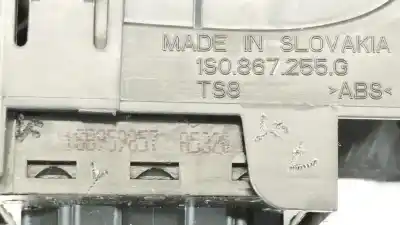 MADE IN SLOVAKIA
1S0.867.255.G
TS8 >ABS<